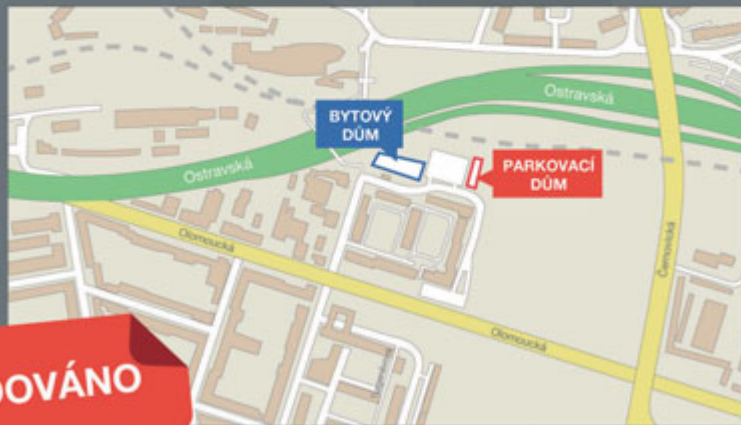 Ostravská
BYTOVÝ
DŮM
PARKOVACÍ
DŮM
Ostravská
Olomoucká
Černovická
Olomoucká
DOVÁNO